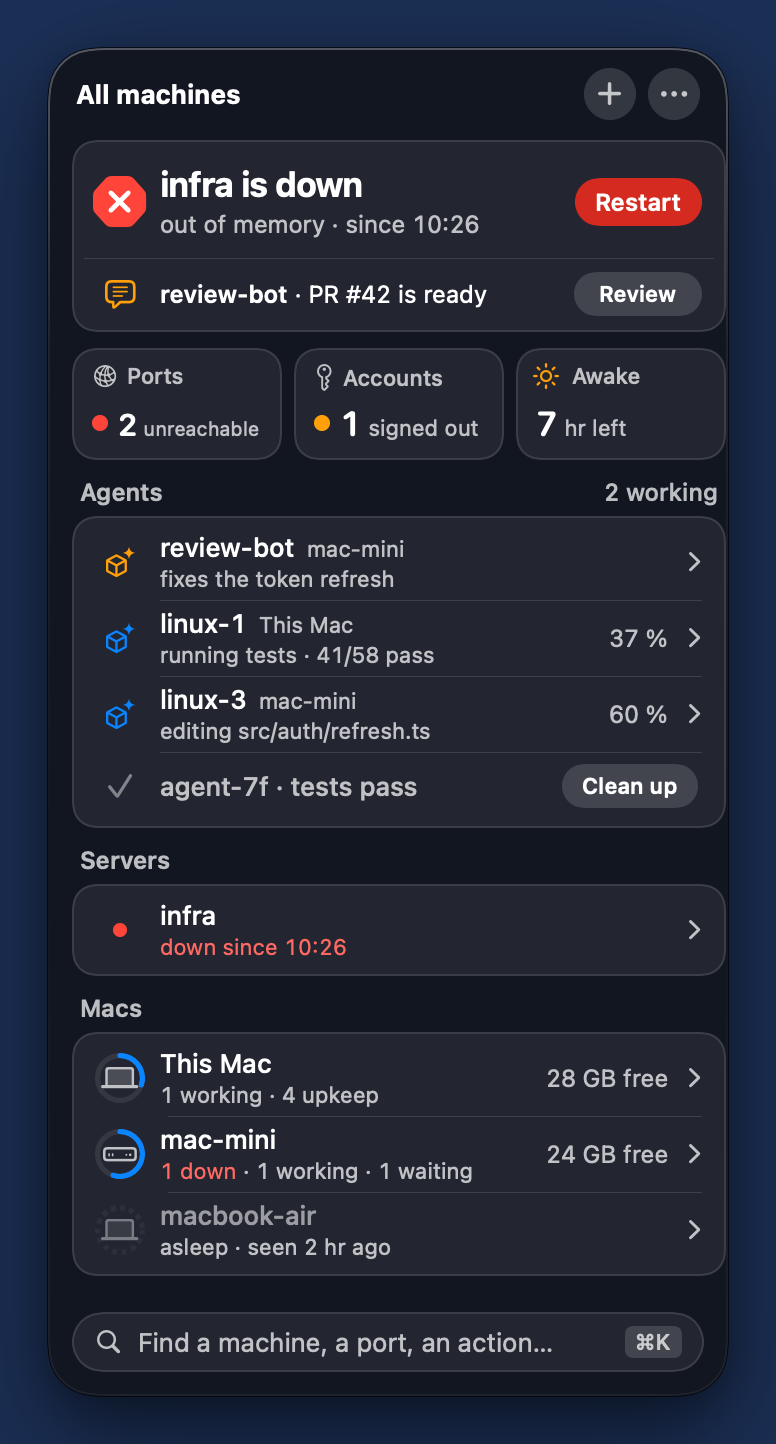 All machines
infra is down
out of memory · since 10:26
Restart
review-bot · PR #42 is ready
Review
Ports
2 unreachable
Accounts
1 signed out
Awake
7 hr left
Agents
2 working
review-bot mac-mini
fixes the token refresh
linux-1 This Mac
running tests · 41/58 pass
37 %
linux-3 mac-mini
editing src/auth/refresh.ts
60 %
agent-7f · tests pass
Clean up
Servers
infra
down since 10:26
Macs
This Mac
1 working · 4 upkeep
28 GB free
mac-mini
1 down · 1 working · 1 waiting
24 GB free
macbook-air
asleep · seen 2 hr ago
Find a machine, a port, an action...
⌘K